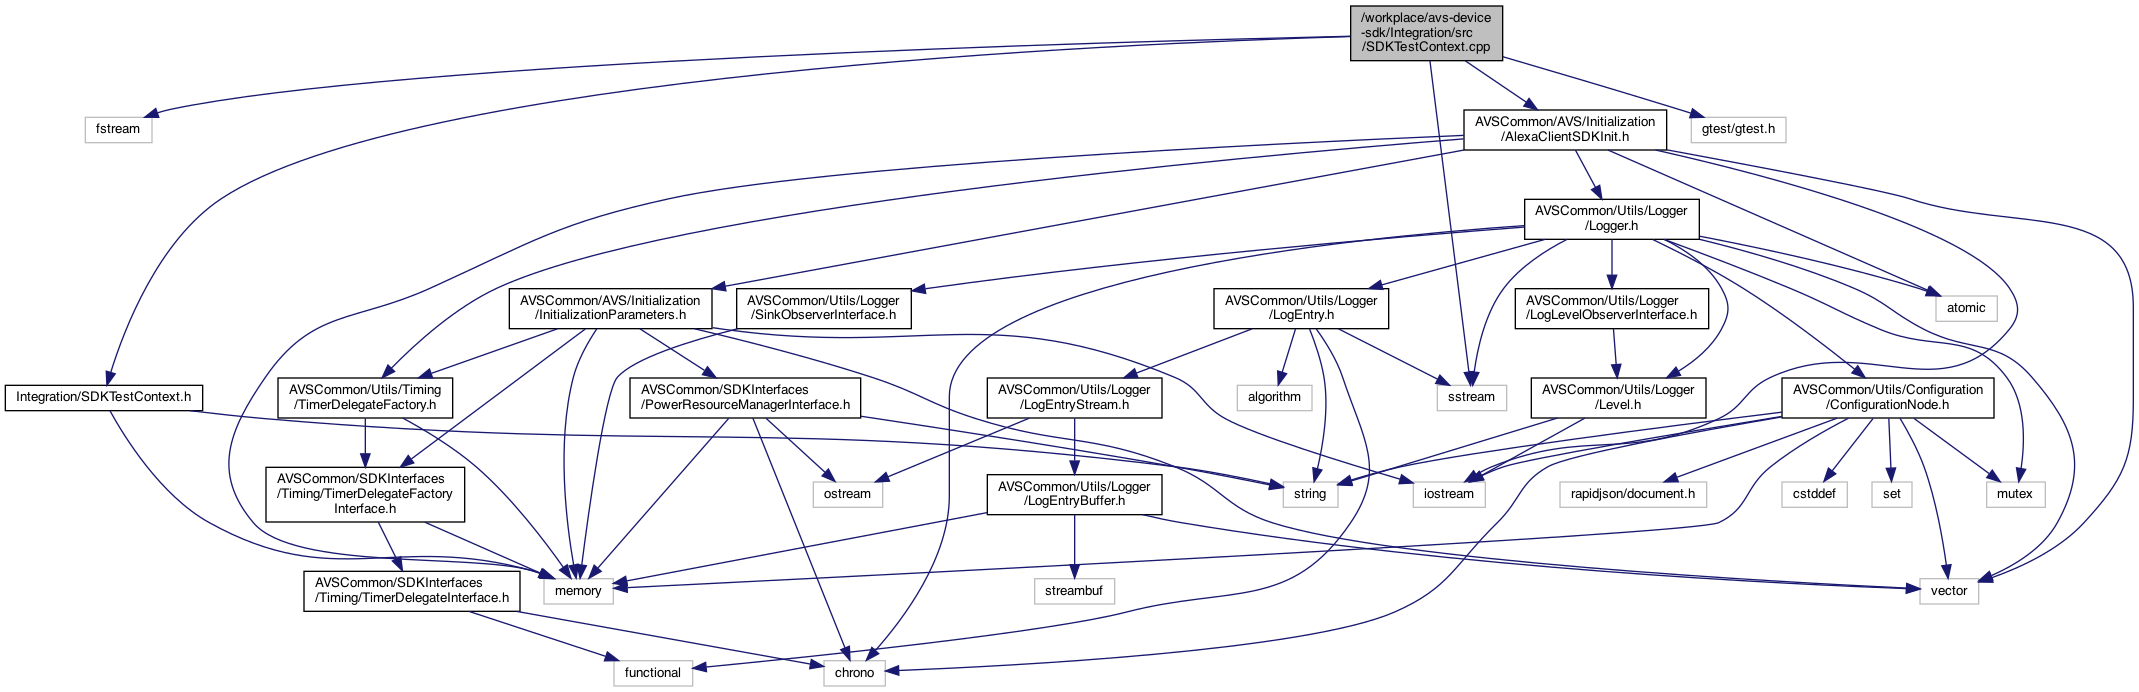 /workplace/avs-device
-sdk/Integration/src
/SDKTestContext.cpp
fstream
AVSCommon/AVS/Initialization
/AlexaClientSDKInit.h
gtest/gtest.h
AVSCommon/Utils/Logger
/Logger.h
AVSCommon/AVS/Initialization
/InitializationParameters.h
AVSCommon/Utils/Logger
/SinkObserverInterface.h
AVSCommon/Utils/Logger
/LogEntry.h
AVSCommon/Utils/Logger
/LogLevelObserverInterface.h
atomic
Integration/SDKTestContext.h
AVSCommon/Utils/Timing
/TimerDelegateFactory.h
AVSCommon/SDKInterfaces
/PowerResourceManagerInterface.h
AVSCommon/Utils/Logger
/LogEntryStream.h
algorithm
sstream
AVSCommon/Utils/Logger
/Level.h
AVSCommon/Utils/Configuration
/ConfigurationNode.h
AVSCommon/SDKInterfaces
/Timing/TimerDelegateFactory
Interface.h
ostream
AVSCommon/Utils/Logger
/LogEntryBuffer.h
string
iostream
rapidjson/document.h
cstddef
set
mutex
AVSCommon/SDKInterfaces
/Timing/TimerDelegateInterface.h
memory
streambuf
vector
functional
chrono